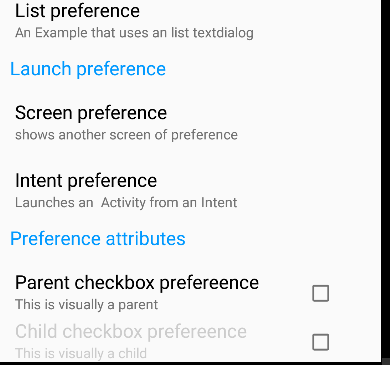 List preference
An Example that uses an list textdialog
Launch preference
Screen preference
shows another screen of preference
Intent preference
Launches an Activity from an Intent
Preference attributes
Parent checkbox prefereence
This is visually a parent
Child checkbox prefereence
This is visually a child